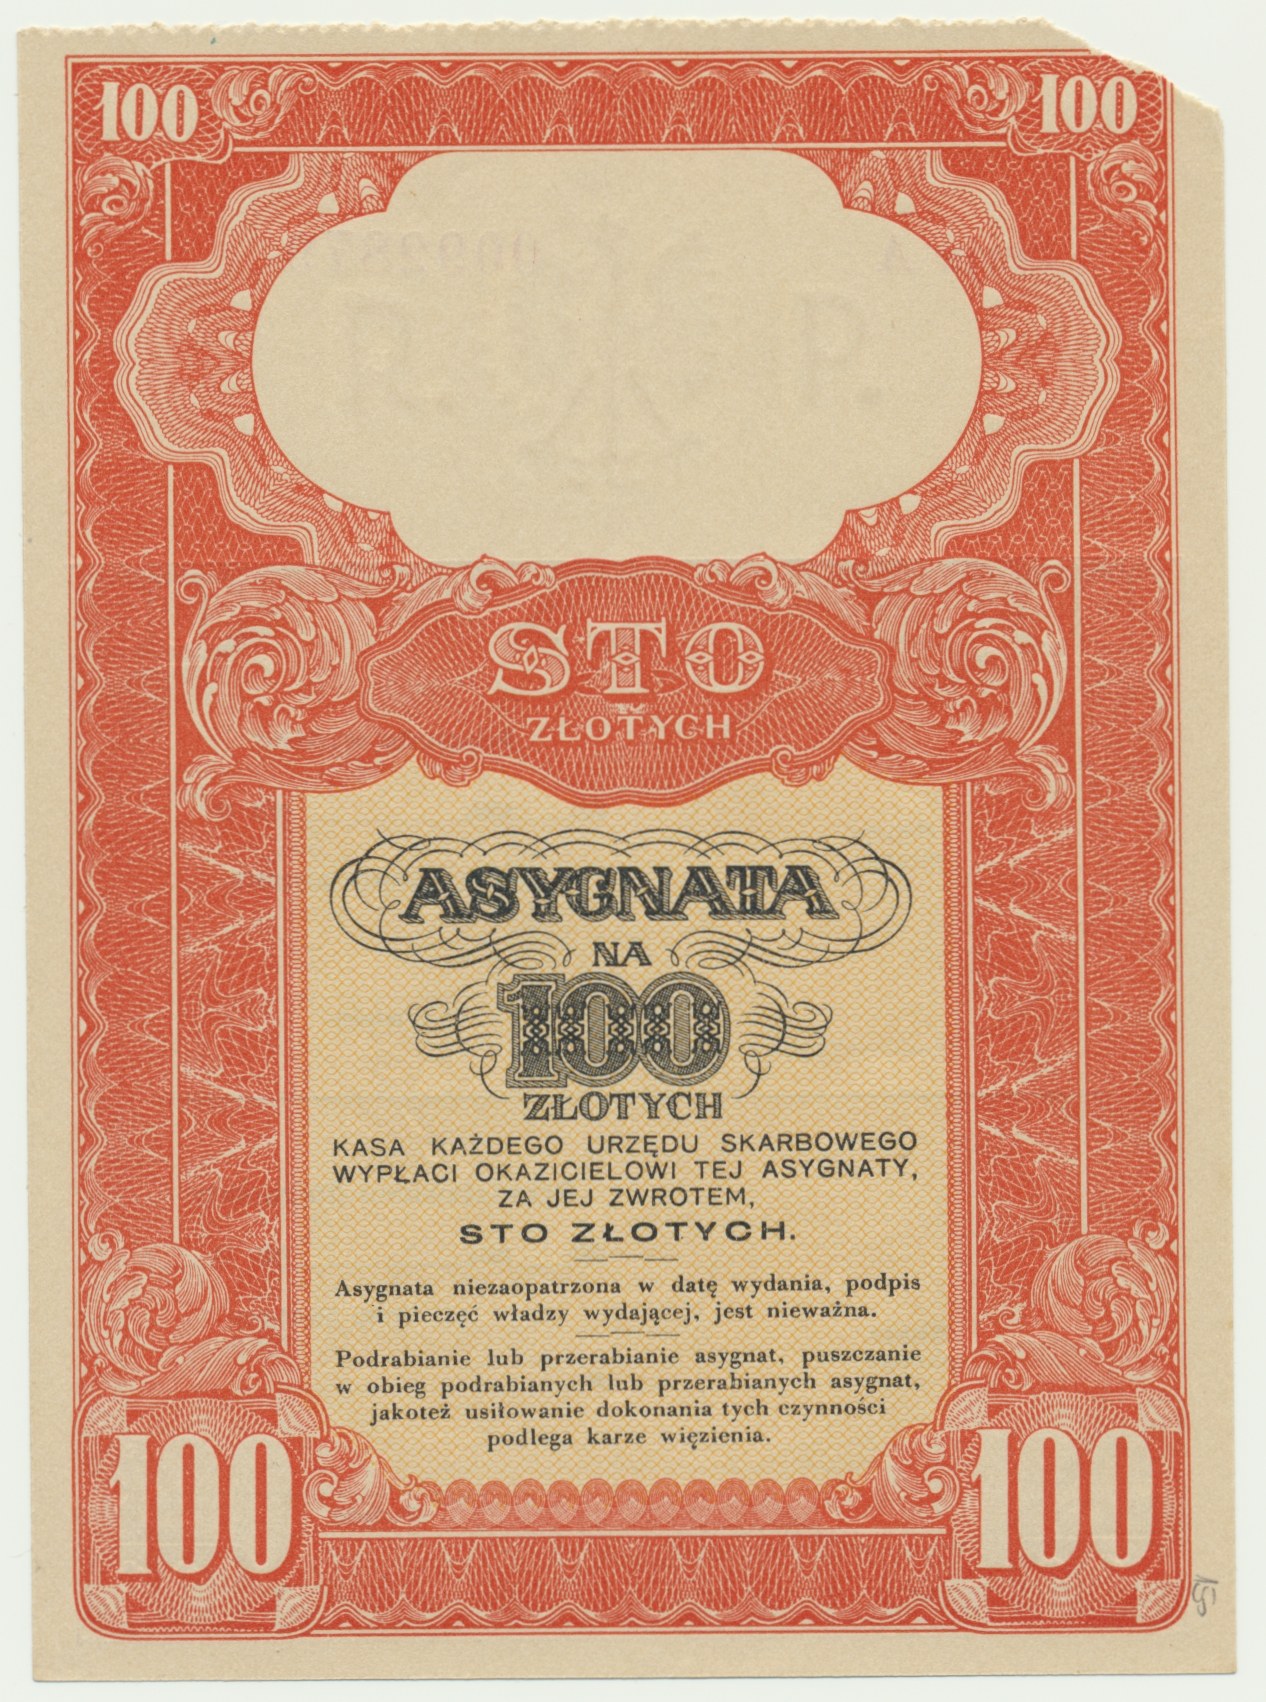 100 100
STO
ZŁOTYCH
ASYGNATA
NA
100
ZŁOTYCH
KASA KAŻDEGO URZĘDU SKARBOWEGO
WYPŁACI OKAZICIELOWI TEJ ASYGNATY,
ZA JEJ ZWROTEM,
STO ZŁOTYCH.
Asygnata niezaopatrzona w datę wydania, podpis
i pieczęć władzy wydającej, jest nieważna.
Podrabianie lub przerabianie asygnat, puszczanie
w obieg podrabianych lub przerabianych asygnat,
jakoteż usiłowanie dokonania tych czynności
podlega karze więzienia.
100 100